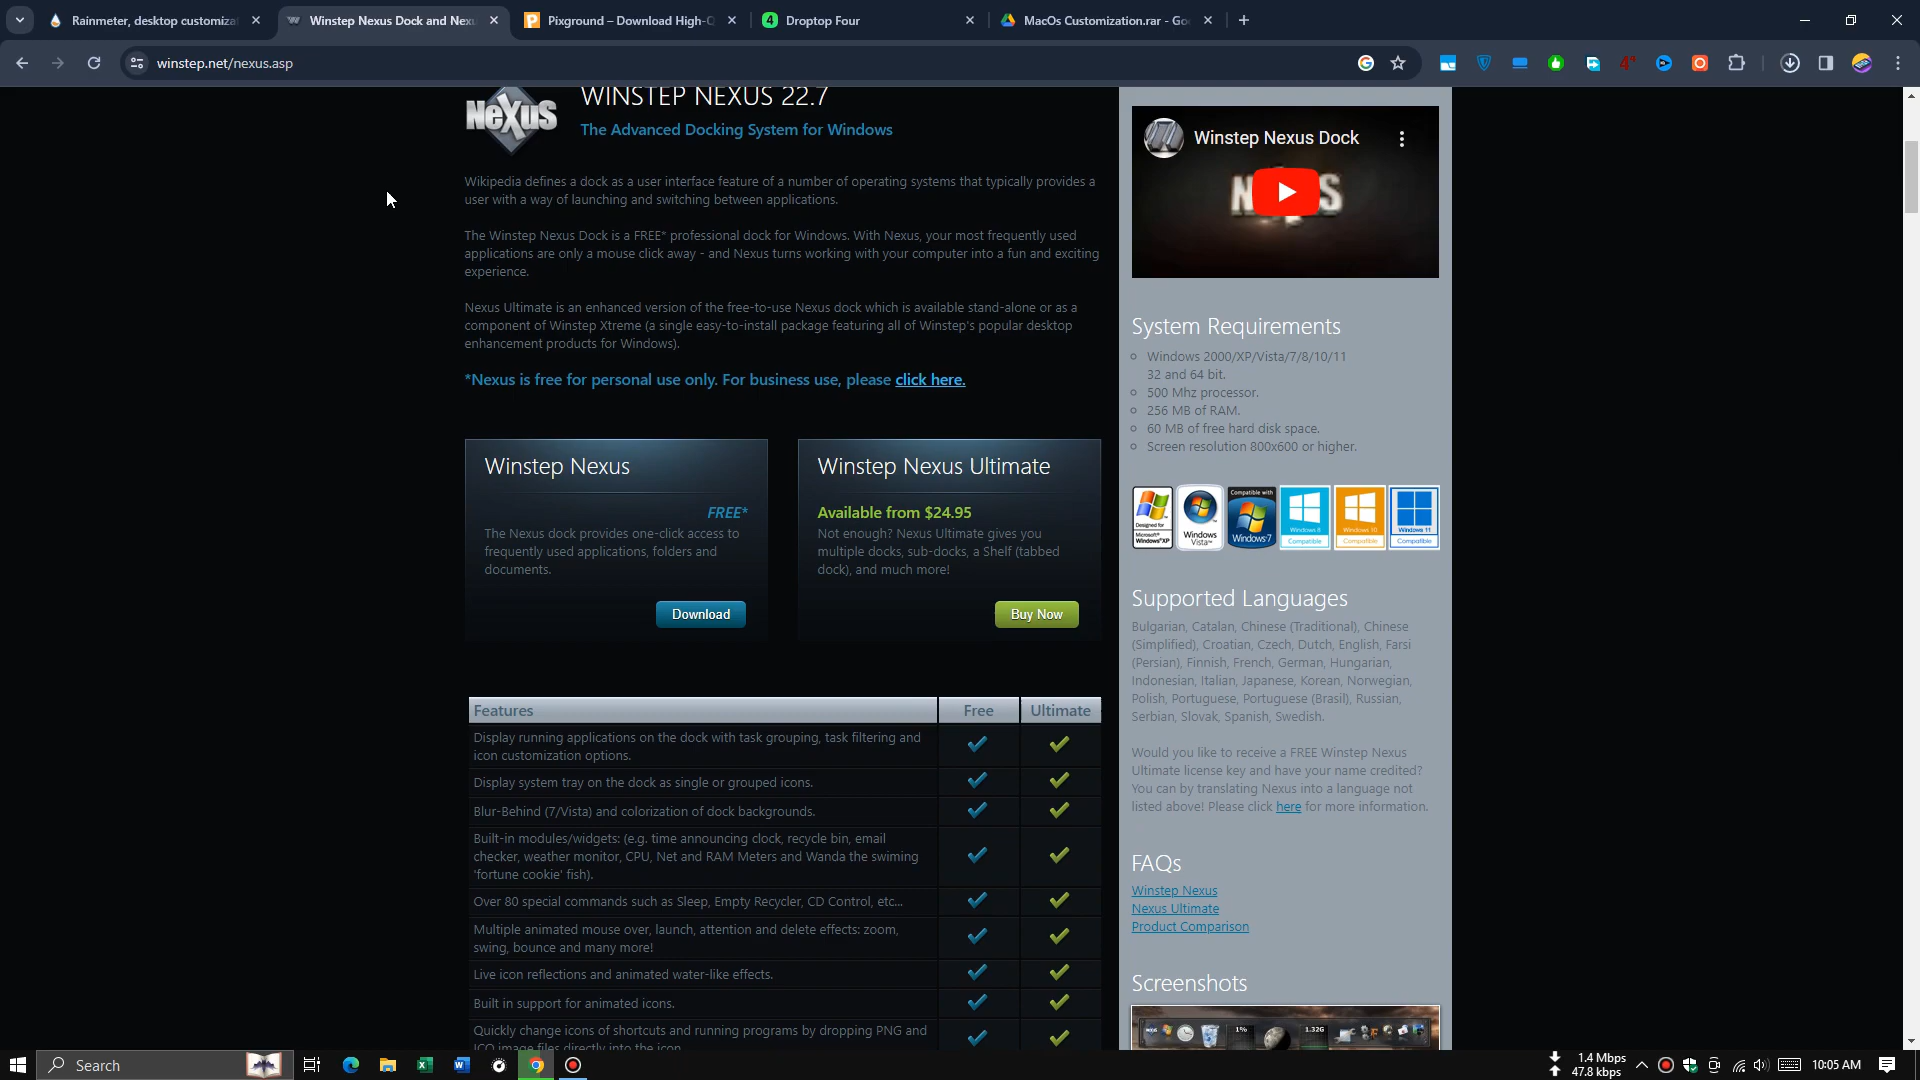 Rainmeter, desktop customiza
Winstep Nexus Dock and Nexu
Pixground – Download High-Q
Droptop Four
MacOs Customization.rar - Goo
winstep.net/nexus.asp
NeXuS
WINSTEP NEXUS 22.7
The Advanced Docking System for Windows
Wikipedia defines a dock as a user interface feature of a number of operating systems that typically provides a
user with a way of launching and switching between applications.
The Winstep Nexus Dock is a FREE* professional dock for Windows. With Nexus, your most frequently used
applications are only a mouse click away - and Nexus turns working with your computer into a fun and exciting
experience.
Nexus Ultimate is an enhanced version of the free-to-use Nexus dock which is available stand-alone or as a
component of Winstep Xtreme (a single easy-to-install package featuring all of Winstep's popular desktop
enhancement products for Windows).
*Nexus is free for personal use only. For business use, please click here.
Winstep Nexus
FREE*
The Nexus dock provides one-click access to
frequently used applications, folders and
documents.
Download
Winstep Nexus Ultimate
Available from $24.95
Not enough? Nexus Ultimate gives you
multiple docks, sub-docks, a Shelf (tabbed
dock), and much more!
Buy Now
Features Free Ultimate
Display running applications on the dock with task grouping, task filtering and
icon customization options.
Display system tray on the dock as single or grouped icons.
Blur-Behind (7/Vista) and colorization of dock backgrounds.
Built-in modules/widgets: (e.g. time announcing clock, recycle bin, email
checker, weather monitor, CPU, Net and RAM Meters and Wanda the swiming
'fortune cookie' fish).
Over 80 special commands such as Sleep, Empty Recycler, CD Control, etc...
Multiple animated mouse over, launch, attention and delete effects: zoom,
swing, bounce and many more!
Live icon reflections and animated water-like effects.
Built in support for animated icons.
Quickly change icons of shortcuts and running programs by dropping PNG and
ICO image files directly into the icon.
Winstep Nexus Dock
System Requirements
Windows 2000/XP/Vista/7/8/10/11
32 and 64 bit.
500 Mhz processor.
256 MB of RAM.
60 MB of free hard disk space.
Screen resolution 800x600 or higher.
Supported Languages
Bulgarian, Catalan, Chinese (Traditional), Chinese
(Simplified), Croatian, Czech, Dutch, English, Farsi
(Persian), Finnish, French, German, Hungarian,
Indonesian, Italian, Japanese, Korean, Norwegian,
Polish, Portuguese, Portuguese (Brasil), Russian,
Serbian, Slovak, Spanish, Swedish.
Would you like to receive a FREE Winstep Nexus
Ultimate license key and have your name credited?
You can by translating Nexus into a language not
listed above! Please click here for more information.
FAQs
Winstep Nexus
Nexus Ultimate
Product Comparison
Screenshots
1% 1.32G
Search
1.4 Mbps
47.8 kbps
10:05 AM